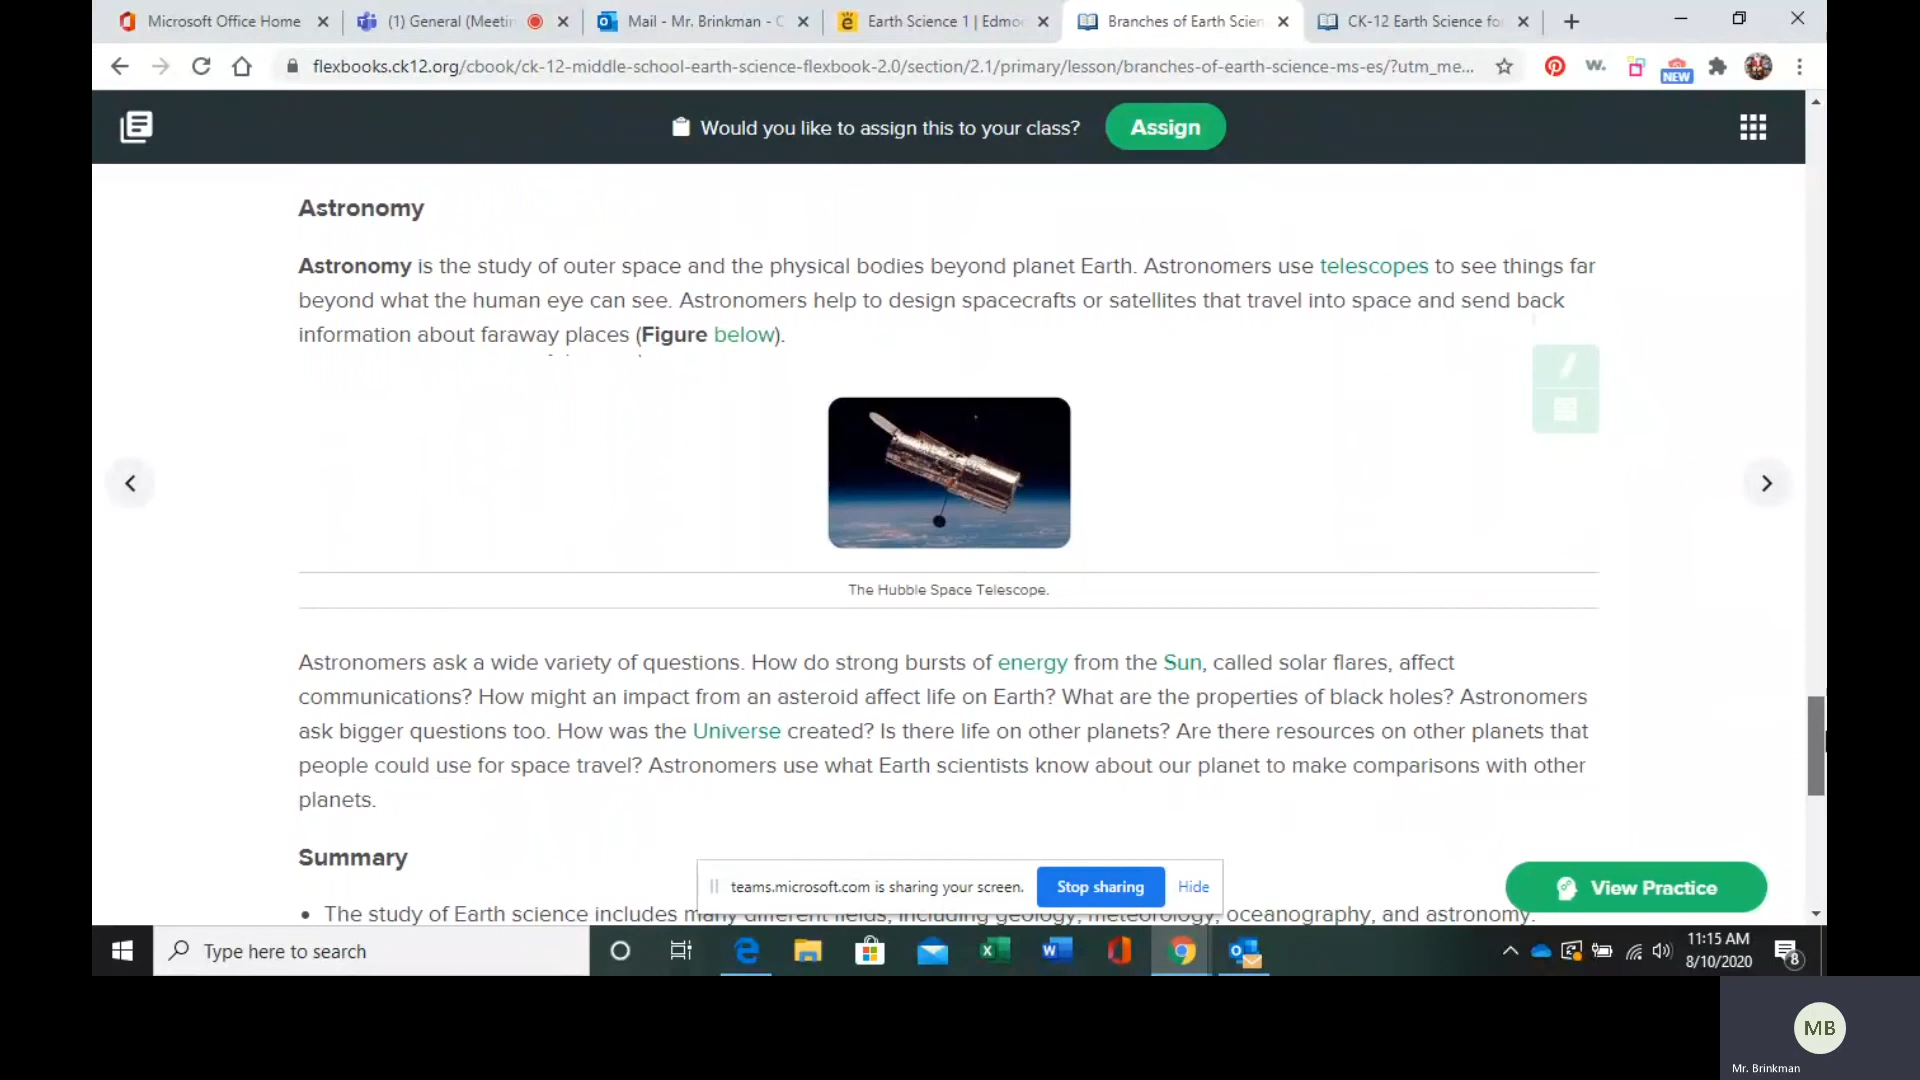 Microsoft Office Home
(1) General (Meetin
Mail - Mr. Brinkman - C
Earth Science 1 | Edmo
Branches of Earth Scien
CK-12 Earth Science fo
flexbooks.ck12.org/cbook/ck-12-middle-school-earth-science-flexbook-2.0/section/2.1/primary/lesson/branches-of-earth-science-ms-es/?utm_me...
w.
NEW
Would you like to assign this to your class?
Assign
Astronomy
Astronomy is the study of outer space and the physical bodies beyond planet Earth. Astronomers use telescopes to see things far
beyond what the human eye can see. Astronomers help to design spacecrafts or satellites that travel into space and send back
information about faraway places (Figure below).
The Hubble Space Telescope.
Astronomers ask a wide variety of questions. How do strong bursts of energy from the Sun, called solar flares, affect
communications? How might an impact from an asteroid affect life on Earth? What are the properties of black holes? Astronomers
ask bigger questions too. How was the Universe created? Is there life on other planets? Are there resources on other planets that
people could use for space travel? Astronomers use what Earth scientists know about our planet to make comparisons with other
planets.
Summary
teams.microsoft.com is sharing your screen.
Stop sharing
Hide
View Practice
• The study of Earth science includes many different fields, including geology, meteorology, oceanography, and astronomy.
Type here to search
11:15 AM
8/10/2020
8
MB
Mr. Brinkman